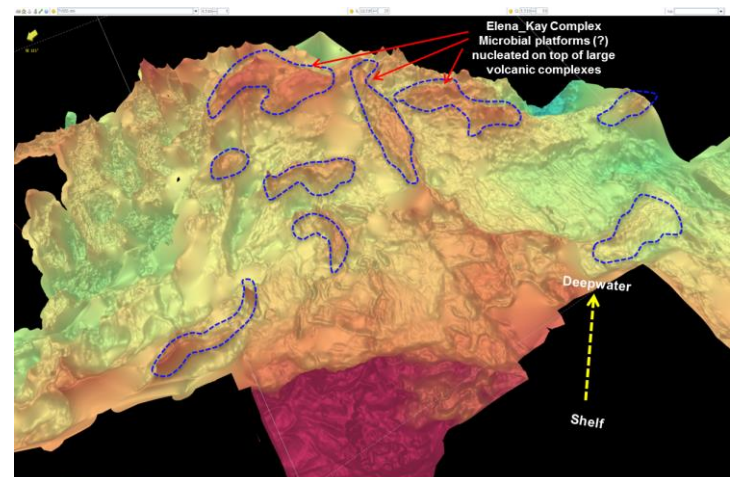 Elena_Kay Complex
Microbial platforms (?)
nucleated on top of large
volcanic complexes
Deepwater
Shelf